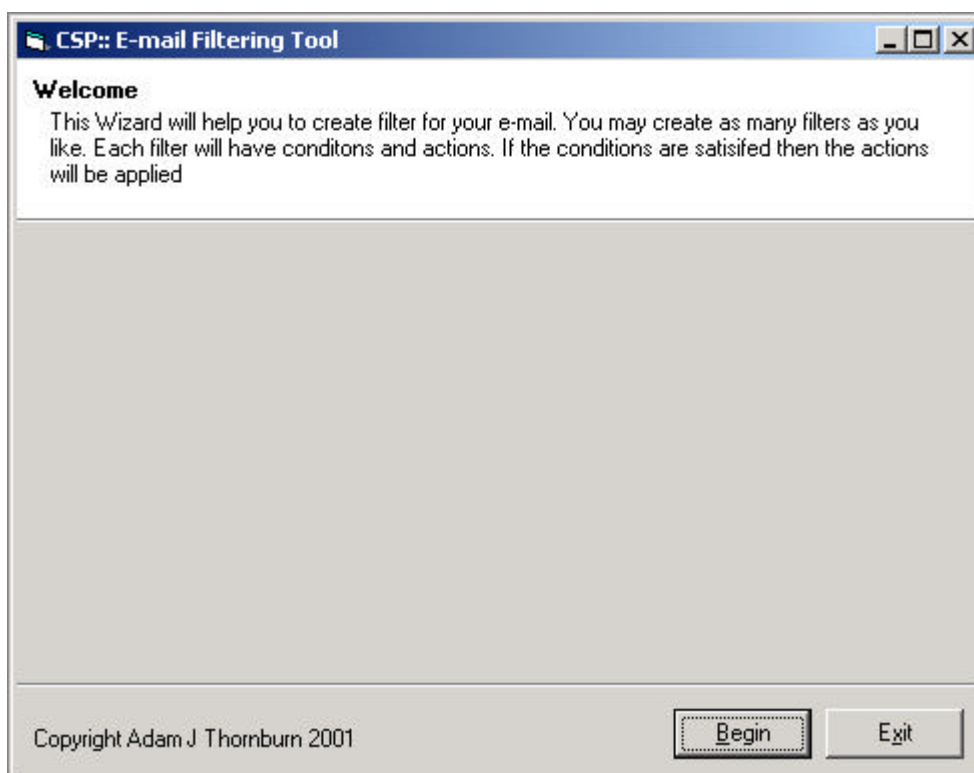 CSP:: E-mail Filtering Tool
Welcome
This Wizard will help you to create filter for your e-mail. You may create as many filters as you
like. Each filter will have conditons and actions. If the conditions are satisifed then the actions
will be applied
Copyright Adam J Thornburn 2001
Begin
Exit